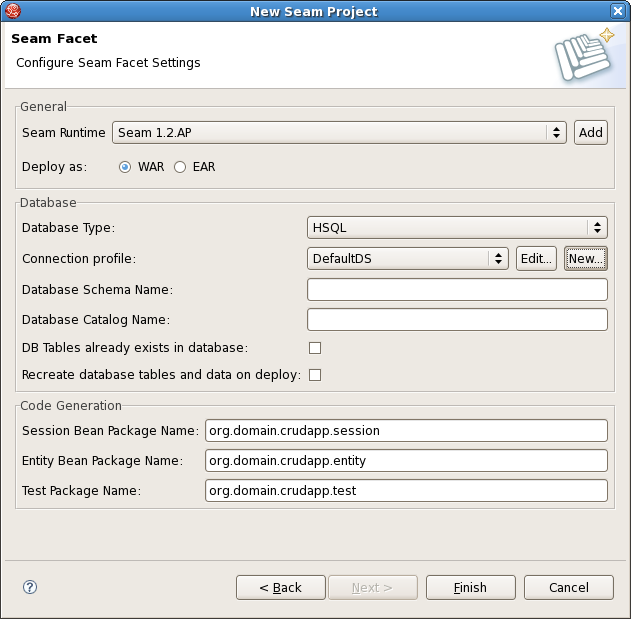 New Seam Project
Seam Facet
Configure Seam Facet Settings
General
Seam Runtime Seam 1.2.AP Add
Deploy as: WAR EAR
Database
Database Type: HSQL
Connection profile: DefaultDS Edit... New...
Database Schema Name:
Database Catalog Name:
DB Tables already exists in database:
Recreate database tables and data on deploy:
Code Generation
Session Bean Package Name: org.domain.crudapp.session
Entity Bean Package Name: org.domain.crudapp.entity
Test Package Name: org.domain.crudapp.test
? < Back Next > Finish Cancel